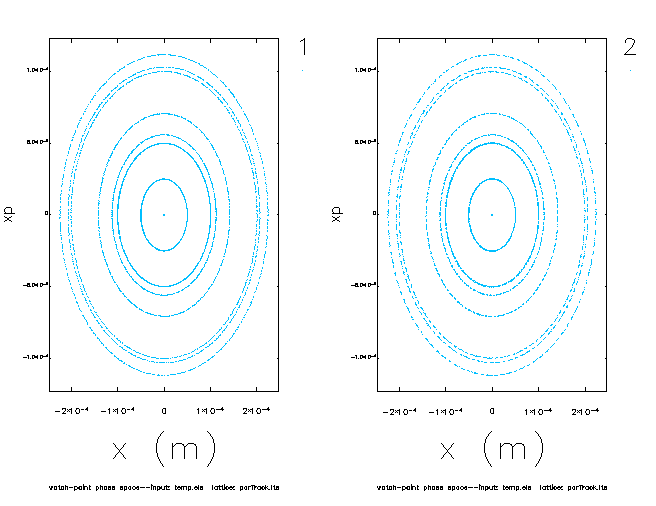 1
2
1.0×10⁻⁴
1.0×10⁻⁴
5.0×10⁻⁵
5.0×10⁻⁵
xp
0
xp
0
−5.0×10⁻⁵
−5.0×10⁻⁵
−1.0×10⁻⁴
−1.0×10⁻⁴
−2×10⁻⁴ −1×10⁻⁴ 0 1×10⁻⁴ 2×10⁻⁴
−2×10⁻⁴ −1×10⁻⁴ 0 1×10⁻⁴ 2×10⁻⁴
x (m)
x (m)
watch-point phase space--input: temp.ele lattice: parTrack.lte
watch-point phase space--input: temp.ele lattice: parTrack.lte